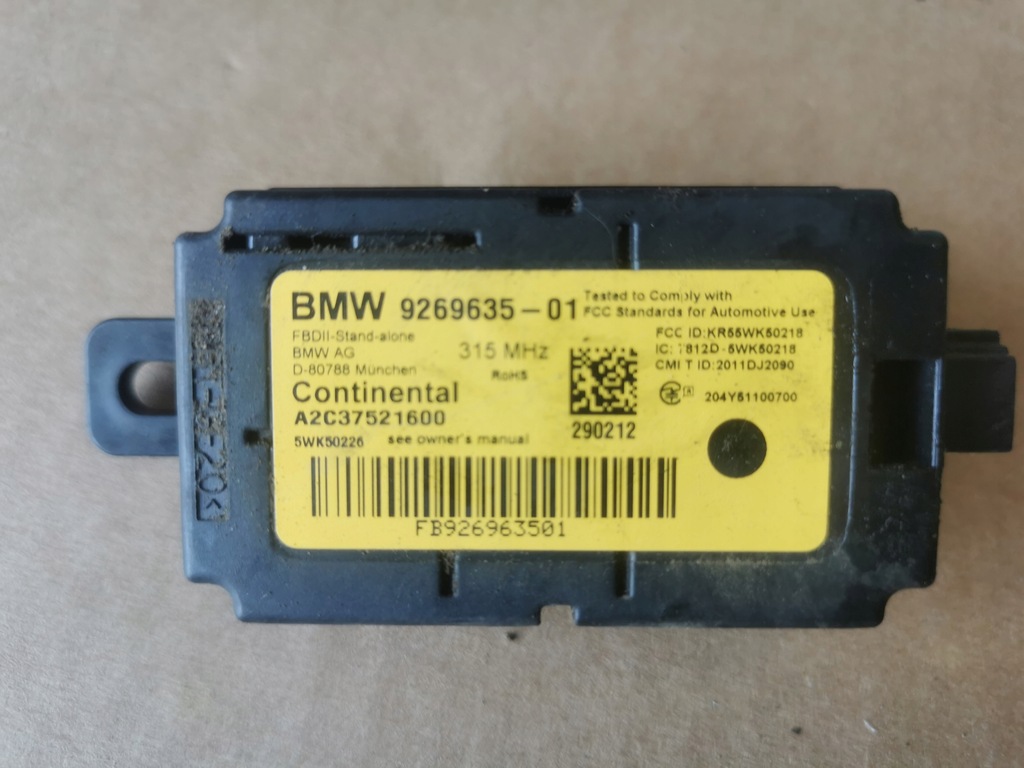 BMW 9269635-01
Tested to Comply with
FCC Standards for Automotive Use
FBDII-Stand-alone
BMW AG
D-80788 München
315 MHz
RoHS
FCC ID:KR55WK50218
IC: 7812D-5WK50218
CMIIT ID:2011DJ2090
Continental
A2C37521600
5WK50226 see owner's manual
290212
R 204Y51100700
FB926963501